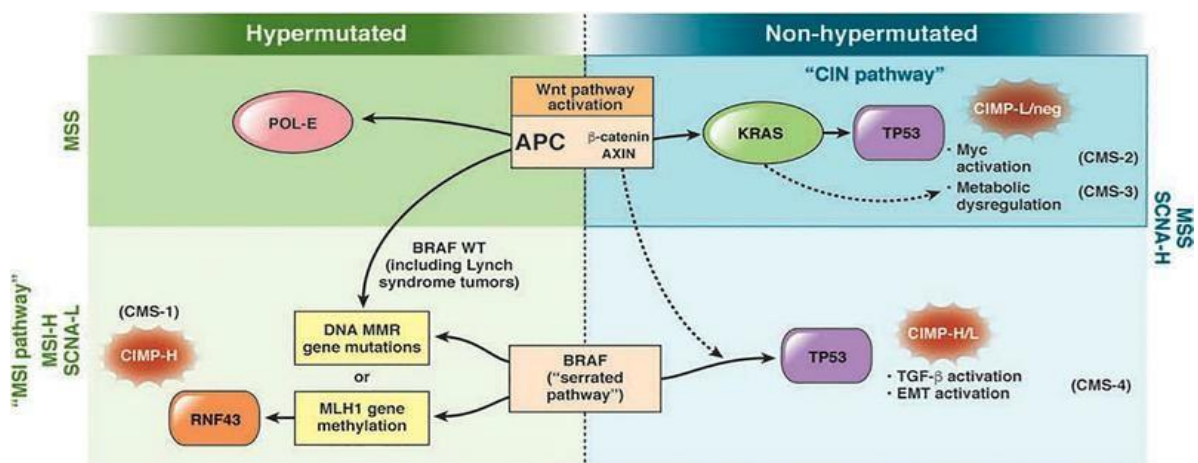 Hypermutated
Non-hypermutated
MSS
POL-E
Wnt pathway
activation
APC
β-catenin
AXIN
"CIN pathway"
KRAS
TP53
CIMP-L/neg
• Myc
activation
(CMS-2)
• Metabolic
dysregulation
(CMS-3)
MSS
SCNA-H
"MSI pathway"
MSI-H
SCNA-L
BRAF WT
(including Lynch
syndrome tumors)
(CMS-1)
CIMP-H
DNA MMR
gene mutations
or
MLH1 gene
methylation
RNF43
BRAF
("serrated
pathway")
TP53
CIMP-H/L
• TGF-β activation
• EMT activation
(CMS-4)